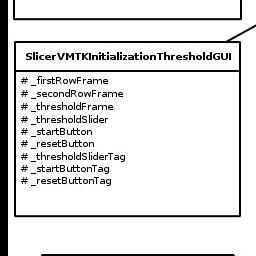 SlicerVMTKInitializationThresholdGUI
# _firstRowFrame
# _secondRowFrame
# _thresholdFrame
# _thresholdSlider
# _startButton
# _resetButton
# _thresholdSliderTag
# _startButtonTag
# _resetButtonTag